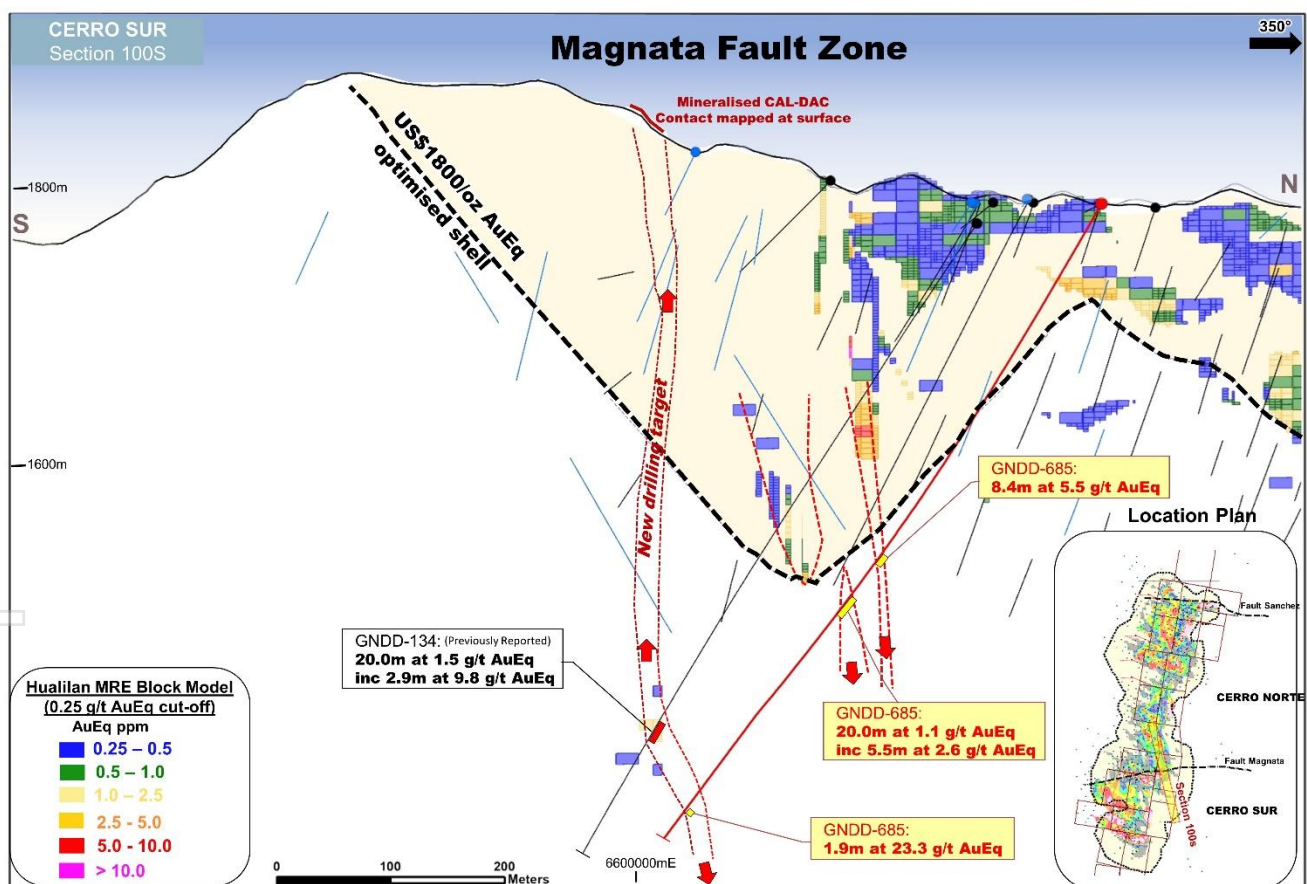 CERRO SUR
Section 100S
Magnata Fault Zone
350°
Mineralised CAL-DAC
Contact mapped at surface
US$1800/oz AuEq
optimised shell
1800m
S
N
New drilling target
1600m
GNDD-685:
8.4m at 5.5 g/t AuEq
Location Plan
Fault Sanchez
CERRO NORTE
Fault Magnata
CERRO SUR
Section 100s
GNDD-134: (Previously Reported)
20.0m at 1.5 g/t AuEq
inc 2.9m at 9.8 g/t AuEq
GNDD-685:
20.0m at 1.1 g/t AuEq
inc 5.5m at 2.6 g/t AuEq
GNDD-685:
1.9m at 23.3 g/t AuEq
Hualilan MRE Block Model
(0.25 g/t AuEq cut-off)
AuEq ppm
0.25 – 0.5
0.5 – 1.0
1.0 – 2.5
2.5 - 5.0
5.0 - 10.0
> 10.0
0 100 200
Meters
6600000mE